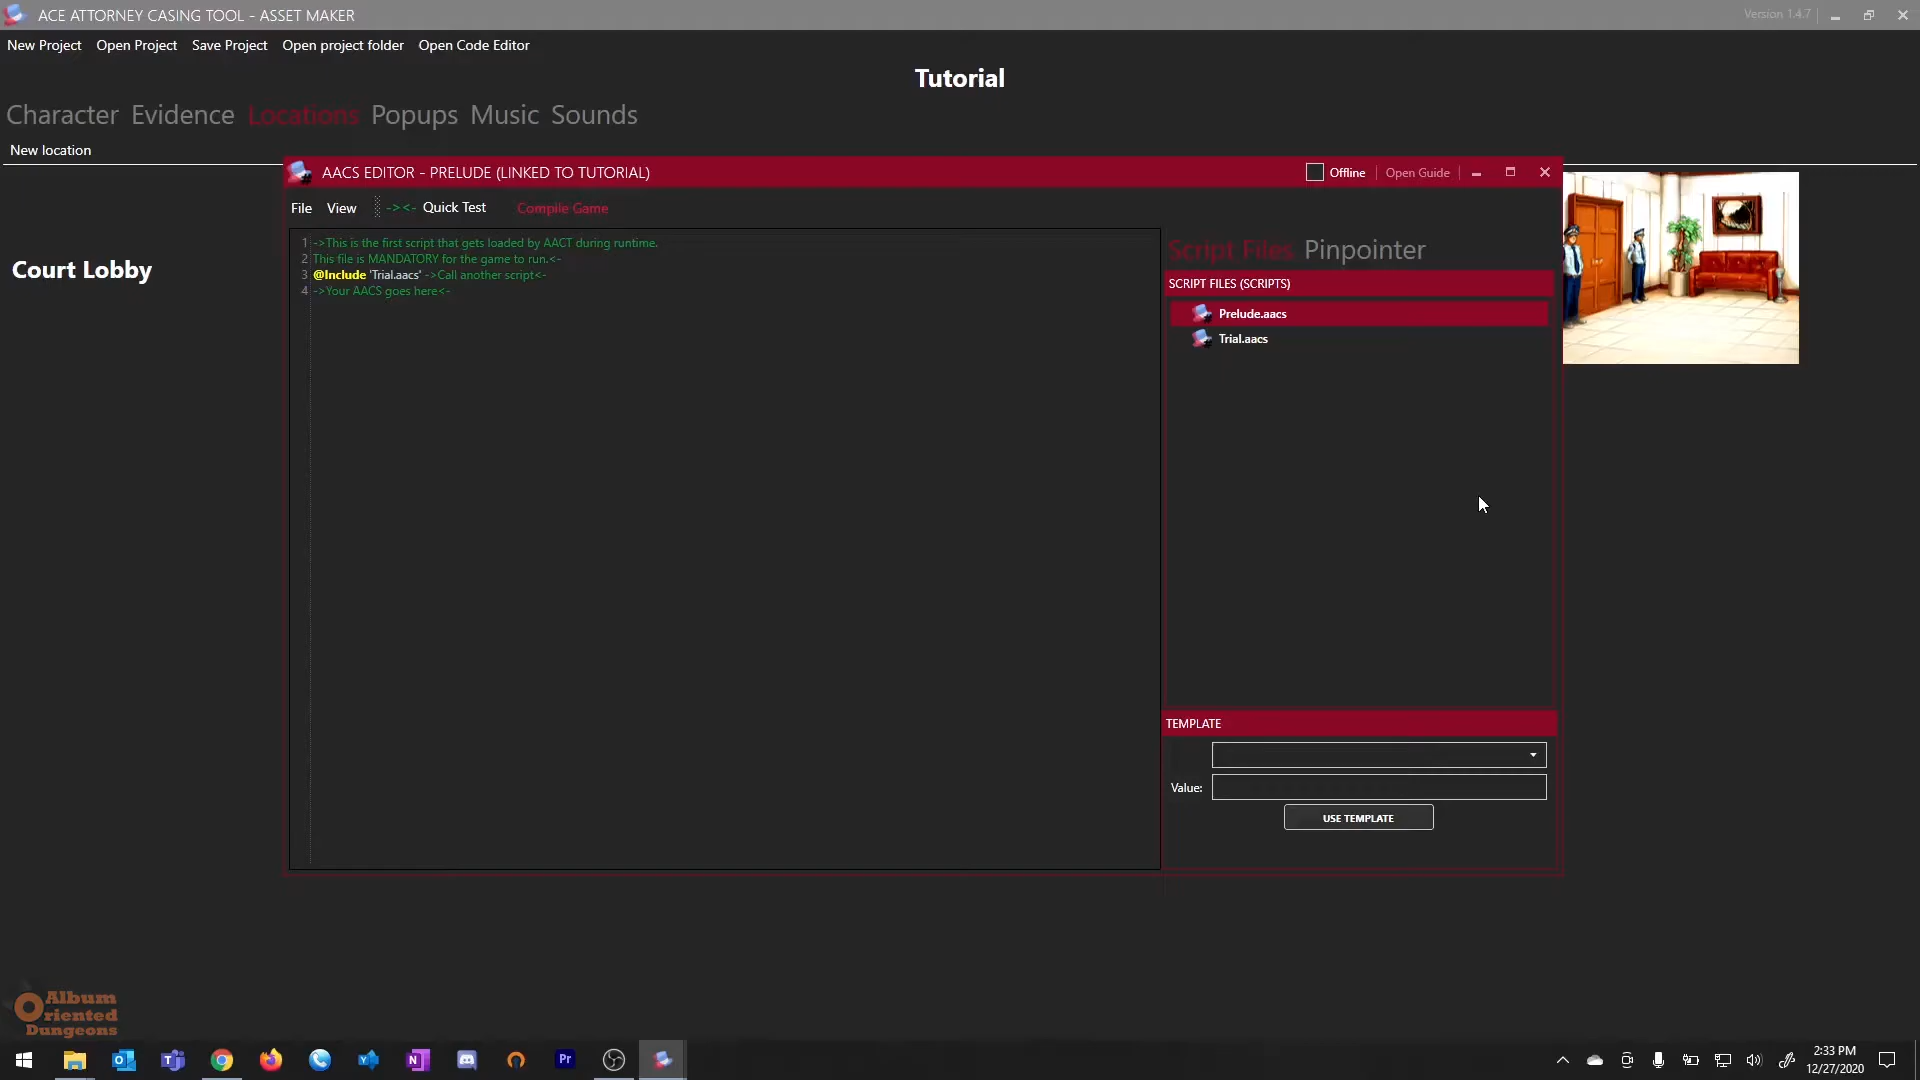 ACE ATTORNEY CASING TOOL - ASSET MAKER
Version 1.4.7
New Project Open Project Save Project Open project folder Open Code Editor
Tutorial
Character Evidence Locations Popups Music Sounds
New location
Court Lobby
AACS EDITOR - PRELUDE (LINKED TO TUTORIAL)
Offline
Open Guide
File View -><- Quick Test Compile Game
1 ->This is the first script that gets loaded by AACT during runtime.
2 This file is MANDATORY for the game to run.<-
3 @Include 'Trial.aacs' ->Call another script<-
4 ->Your AACS goes here<-
Script Files Pinpointer
SCRIPT FILES (SCRIPTS)
Prelude.aacs
Trial.aacs
TEMPLATE
Value:
USE TEMPLATE
Album
Oriented
Dungeons
2:33 PM
12/27/2020